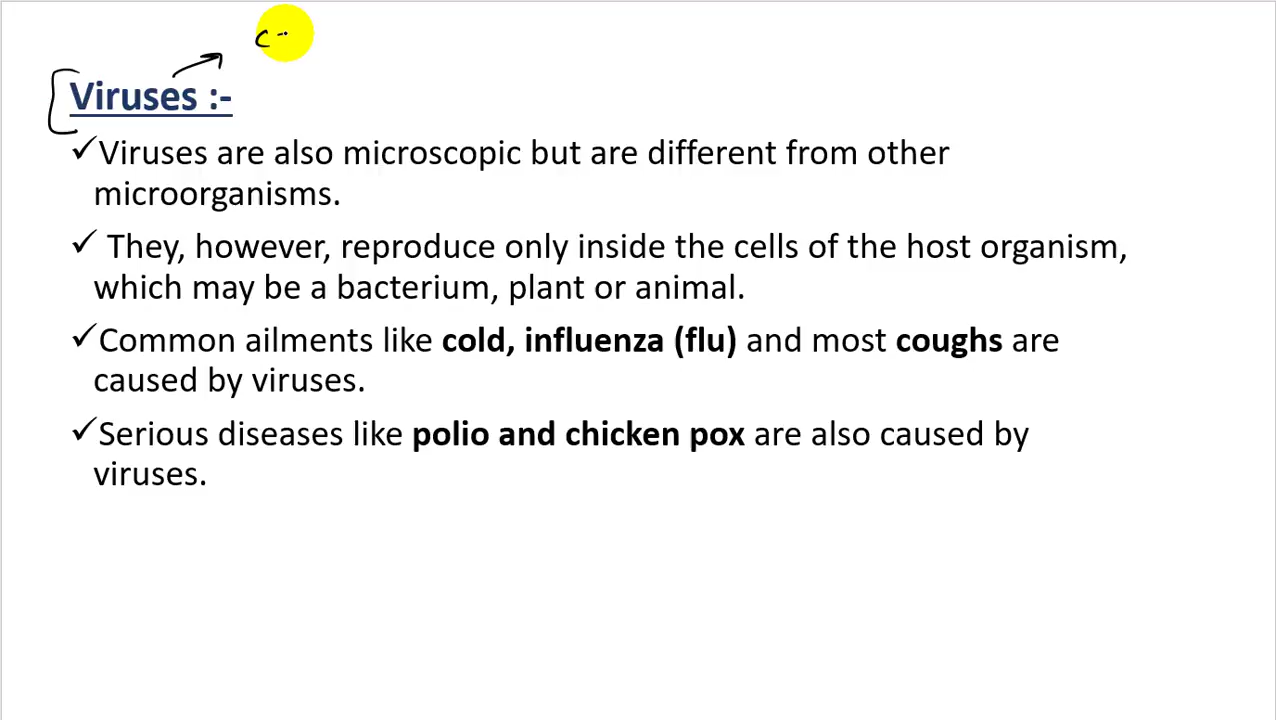 Viruses :-
✓Viruses are also microscopic but are different from other
microorganisms.
✓ They, however, reproduce only inside the cells of the host organism,
which may be a bacterium, plant or animal.
✓Common ailments like cold, influenza (flu) and most coughs are
caused by viruses.
✓Serious diseases like polio and chicken pox are also caused by
viruses.